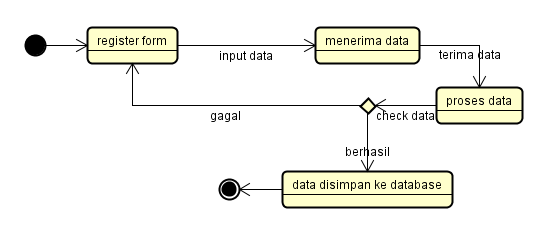 register form
input data
menerima data
terima data
proses data
check data
gagal
berhasil
data disimpan ke database